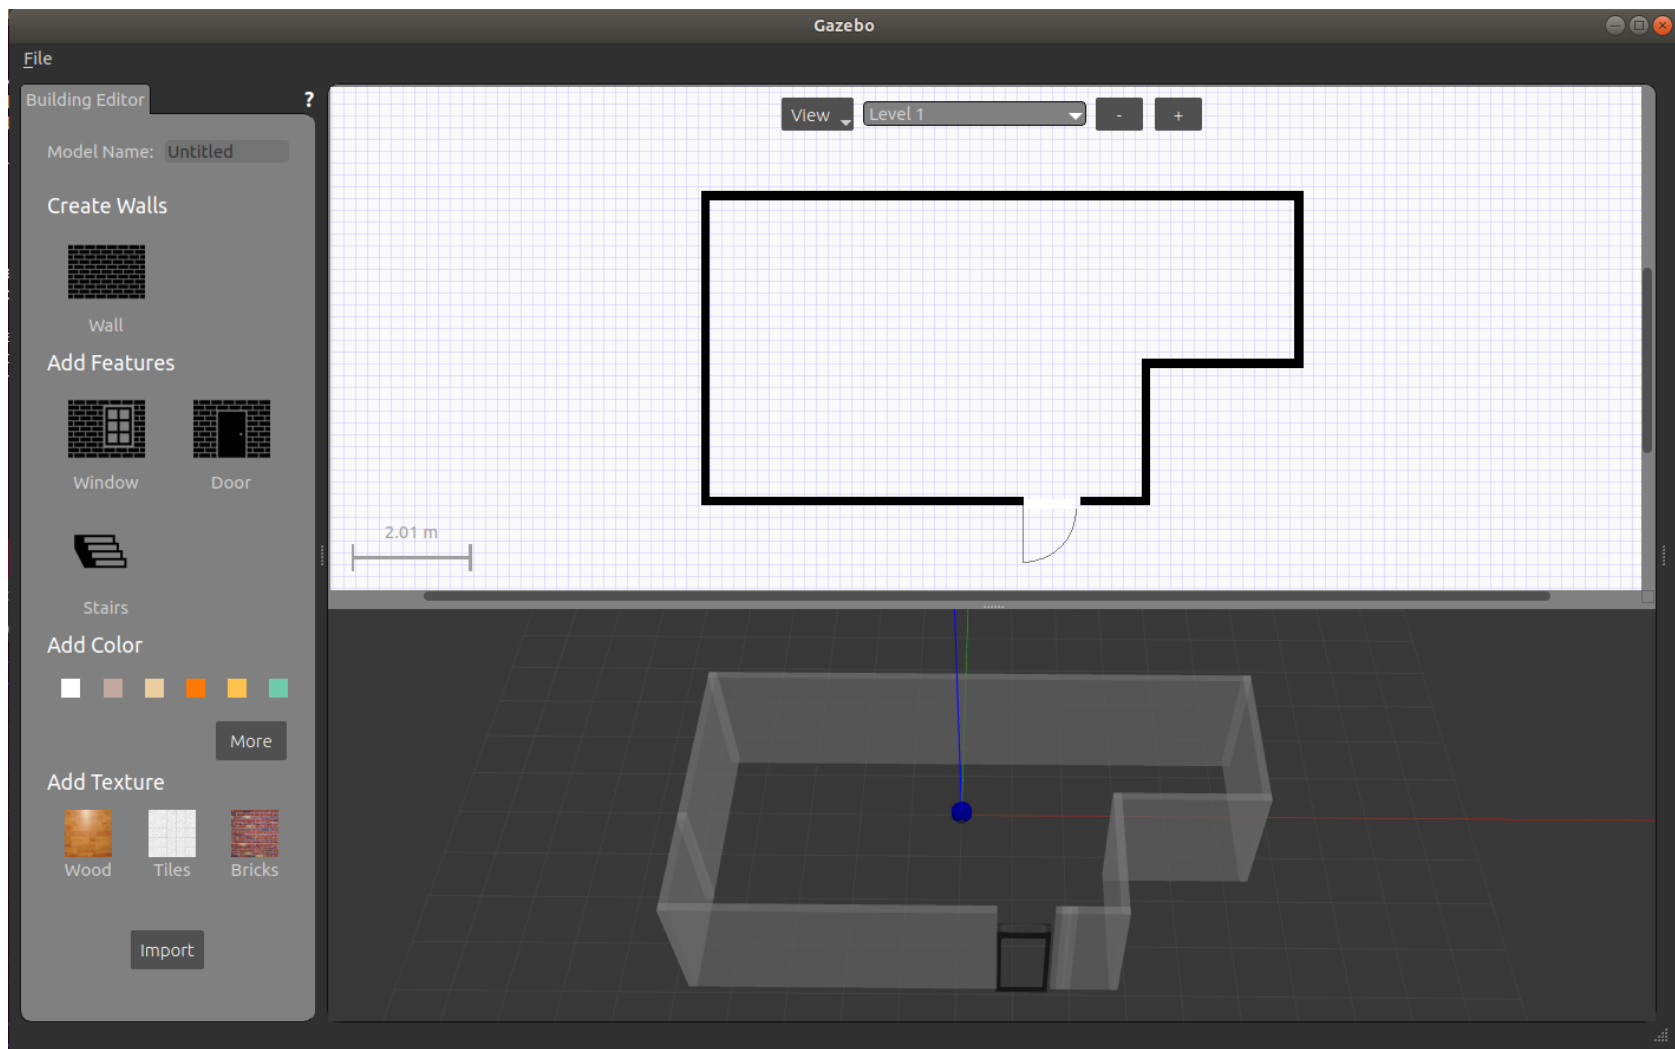 Gazebo
File
Building Editor
?
Model Name: Untitled
Create Walls
Wall
Add Features
Window
Door
Stairs
Add Color
More
Add Texture
Wood
Tiles
Bricks
Import
View
Level 1
-
+
2.01 m